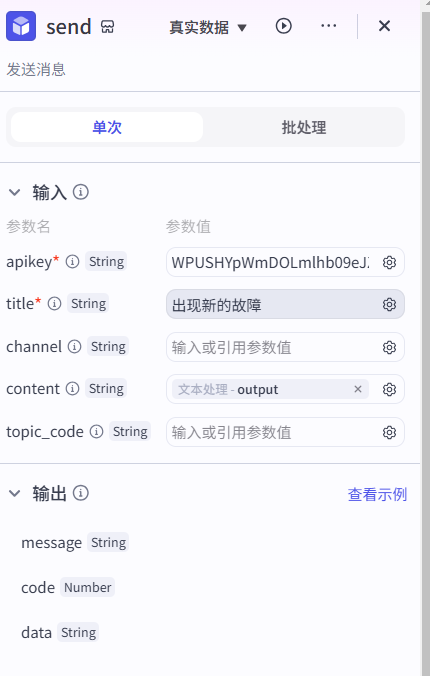 send 真实数据
发送消息
单次 批处理
输入
参数名 参数值
apikey* String WPUSHYpWmDOLmlhb09eJ
title* String 出现新的故障
channel String 输入或引用参数值
content String 文本处理 - output
topic_code String 输入或引用参数值
输出 查看示例
message String
code Number
data String